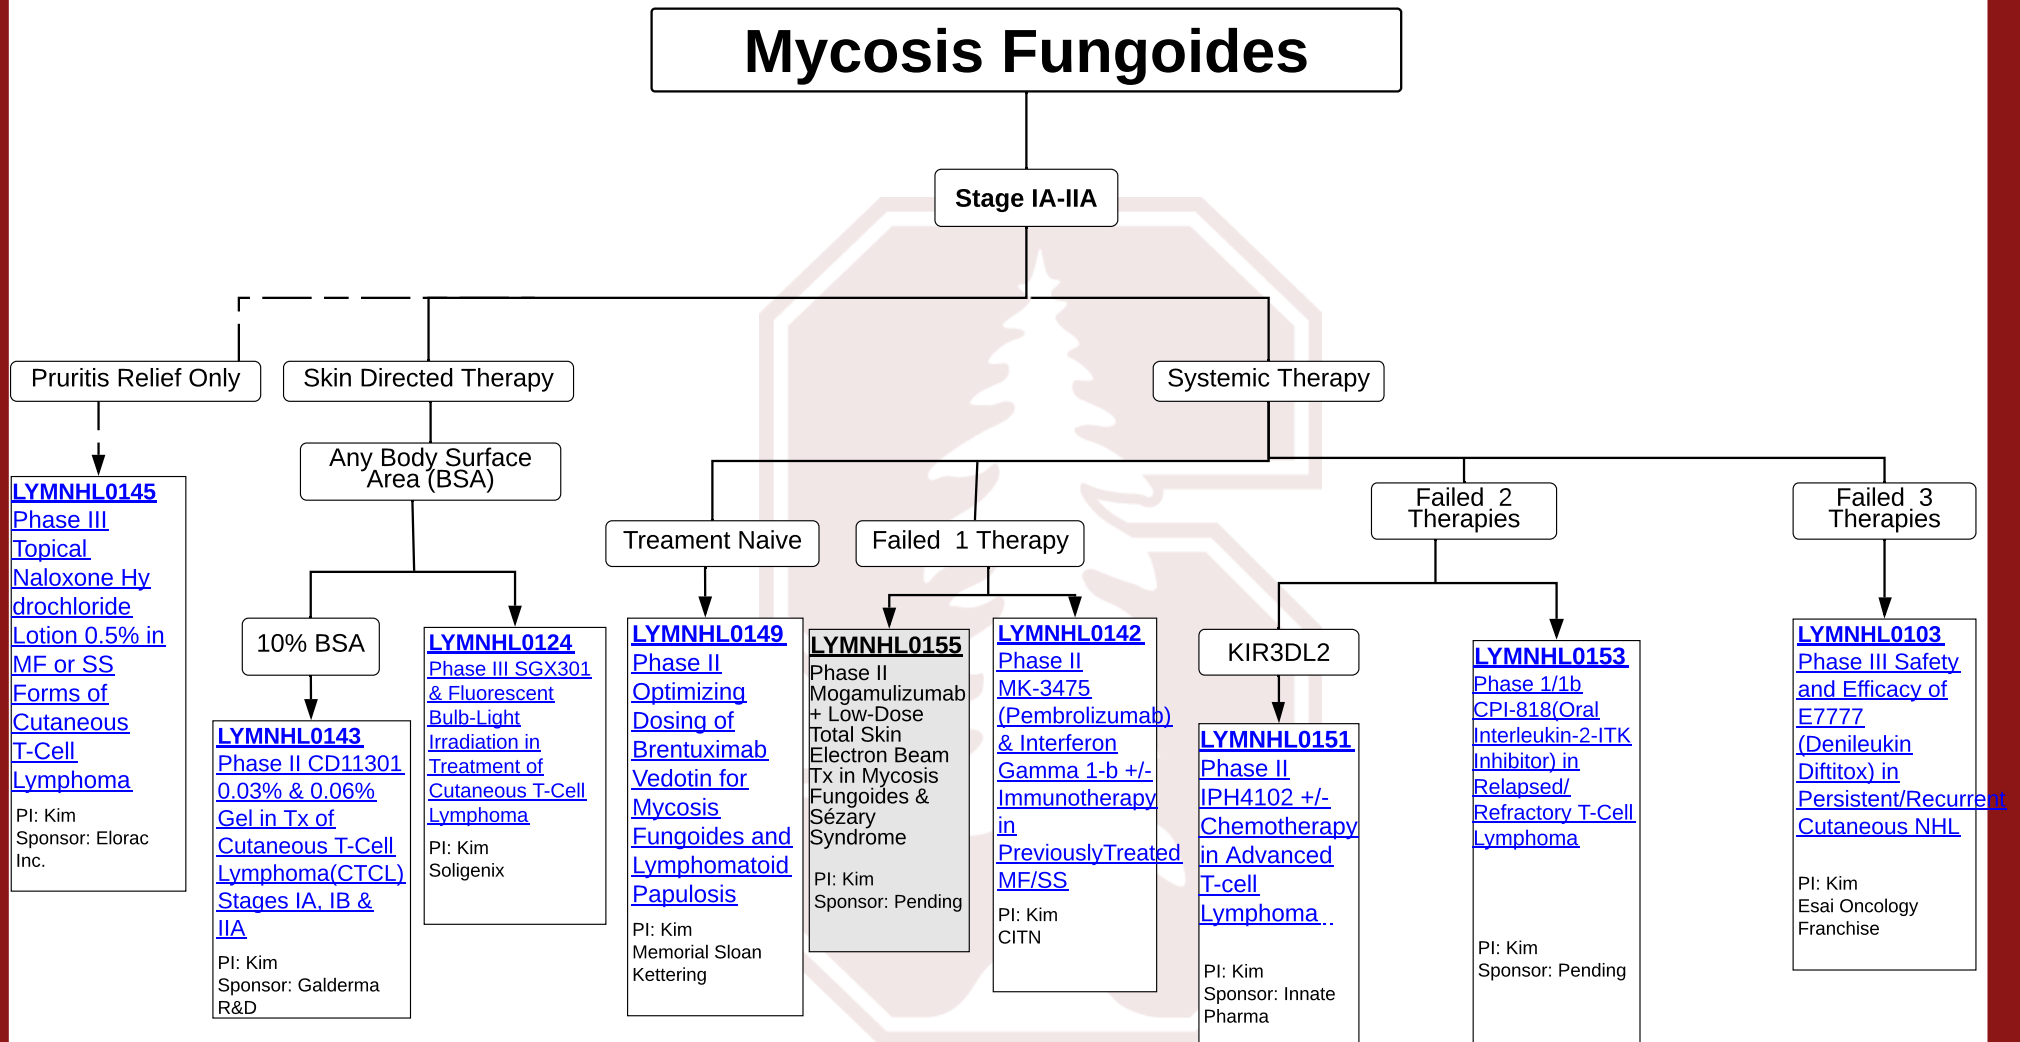 Mycosis Fungoides
Stage IA-IIA
Pruritis Relief Only
Skin Directed Therapy
Systemic Therapy
Any Body Surface
Area (BSA)
Treament Naive
Failed  1 Therapy
Failed  2
Therapies
Failed  3
Therapies
10% BSA
KIR3DL2
LYMNHL0145
Phase III
Topical
Naloxone Hy
drochloride
Lotion 0.5% in
MF or SS
Forms of
Cutaneous
T-Cell
Lymphoma
PI: Kim
Sponsor: Elorac
Inc.
LYMNHL0143
Phase II CD11301
0.03% & 0.06%
Gel in Tx of
Cutaneous T-Cell
Lymphoma(CTCL)
Stages IA, IB &
IIA
PI: Kim
Sponsor: Galderma
R&D
LYMNHL0124
Phase III SGX301
& Fluorescent
Bulb-Light
Irradiation in
Treatment of
Cutaneous T-Cell
Lymphoma
PI: Kim
Soligenix
LYMNHL0149
Phase II
Optimizing
Dosing of
Brentuximab
Vedotin for
Mycosis
Fungoides and
Lymphomatoid
Papulosis
PI: Kim
Memorial Sloan
Kettering
LYMNHL0155
Phase II
Mogamulizumab
+ Low-Dose
Total Skin
Electron Beam
Tx in Mycosis
Fungoides &
Sézary
Syndrome
PI: Kim
Sponsor: Pending
LYMNHL0142
Phase II
MK-3475
(Pembrolizumab)
& Interferon
Gamma 1-b +/-
Immunotherapy
in
PreviouslyTreated
MF/SS
PI: Kim
CITN
LYMNHL0151
Phase II
IPH4102 +/-
Chemotherapy
in Advanced
T-cell
Lymphoma
PI: Kim
Sponsor: Innate
Pharma
LYMNHL0153
Phase 1/1b
CPI-818(Oral
Interleukin-2-ITK
Inhibitor) in
Relapsed/
Refractory T-Cell
Lymphoma
PI: Kim
Sponsor: Pending
LYMNHL0103
Phase III Safety
and Efficacy of
E7777
(Denileukin
Diftitox) in
Persistent/Recurrent
Cutaneous NHL
PI: Kim
Esai Oncology
Franchise